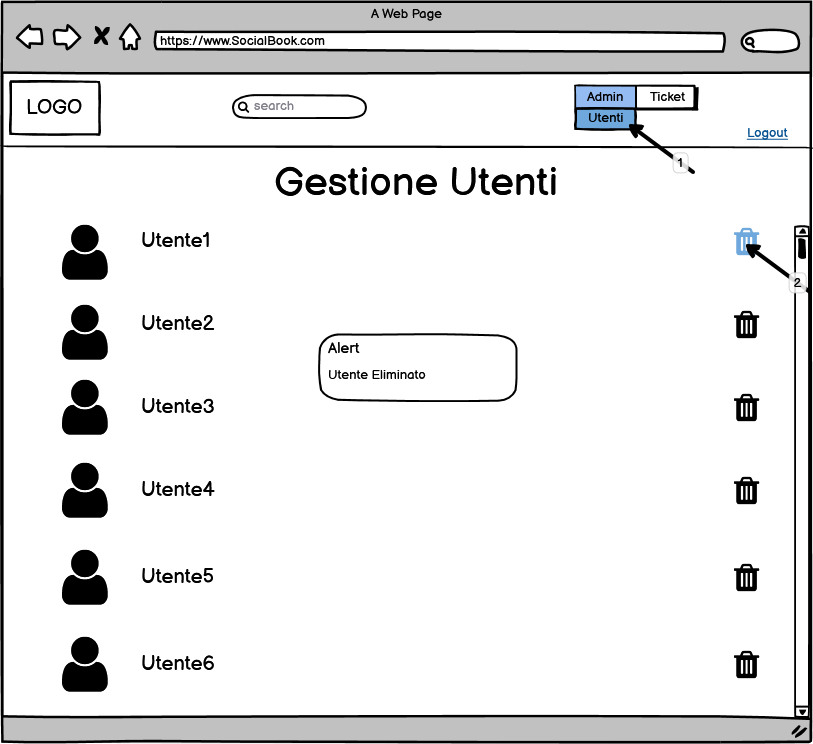 A Web Page
https://www.SocialBook.com
LOGO
search
Admin
Ticket
Utenti
Logout
1
Gestione Utenti
Utente1
2
Utente2
Alert
Utente Eliminato
Utente3
Utente4
Utente5
Utente6